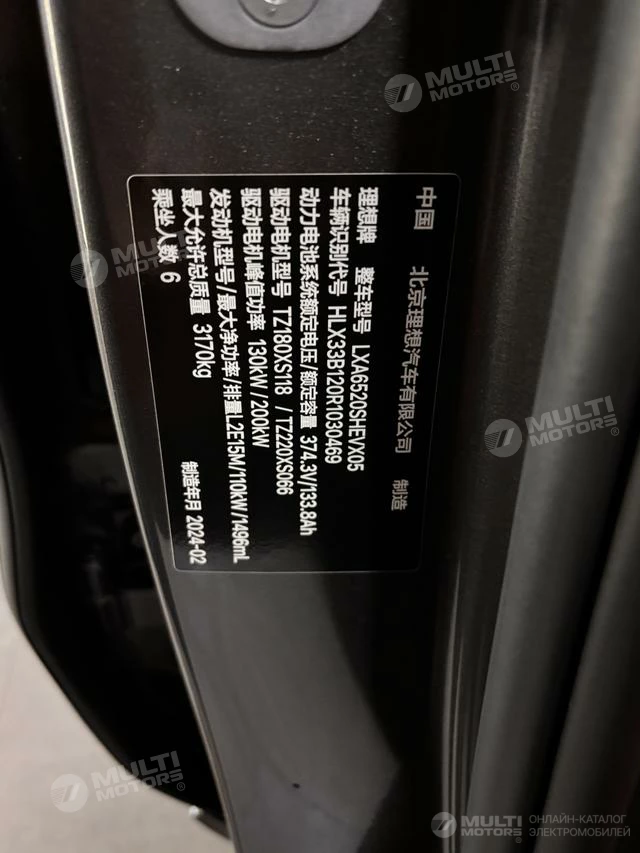 中国 北京理想汽车有限公司 制造
理想牌 整车型号 LXA6520SHEVX05
车辆识别代号 HLX33B120R1030469
动力电池系统额定电压/额定容量 374.3V/133.8Ah
驱动电机型号 TZ180XS118 / TZ220XS066
驱动电机峰值功率 130kW/200kW
发动机型号/最大净功率/排量L2E15M/110kW/1496mL
最大允许总质量 3170kg
乘坐人数 6 制造年月 2024-02
MULTI
MOTORS®
MULTI
MOTORS®
MULTI
MOTORS®
MULTI
MOTORS®
MULTI
MOTORS®
ОНЛАЙН-КАТАЛОГ
ЭЛЕКТРОМОБИЛЕЙ